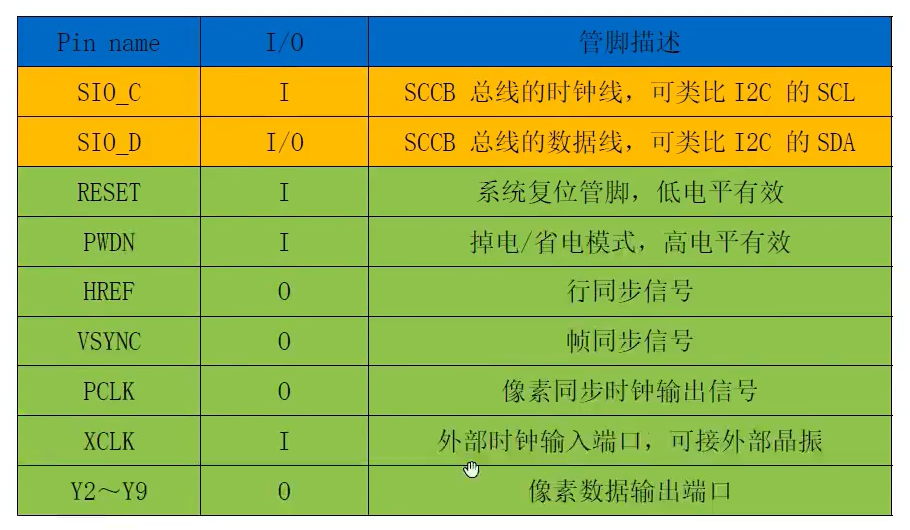 Pin name I/O 管脚描述
SIO_C I SCCB 总线的时钟线，可类比 I2C 的 SCL
SIO_D I/O SCCB 总线的数据线，可类比 I2C 的 SDA
RESET I 系统复位管脚，低电平有效
PWDN I 掉电/省电模式，高电平有效
HREF O 行同步信号
VSYNC O 帧同步信号
PCLK O 像素同步时钟输出信号
XCLK I 外部时钟输入端口，可接外部晶振
Y2～Y9 O 像素数据输出端口